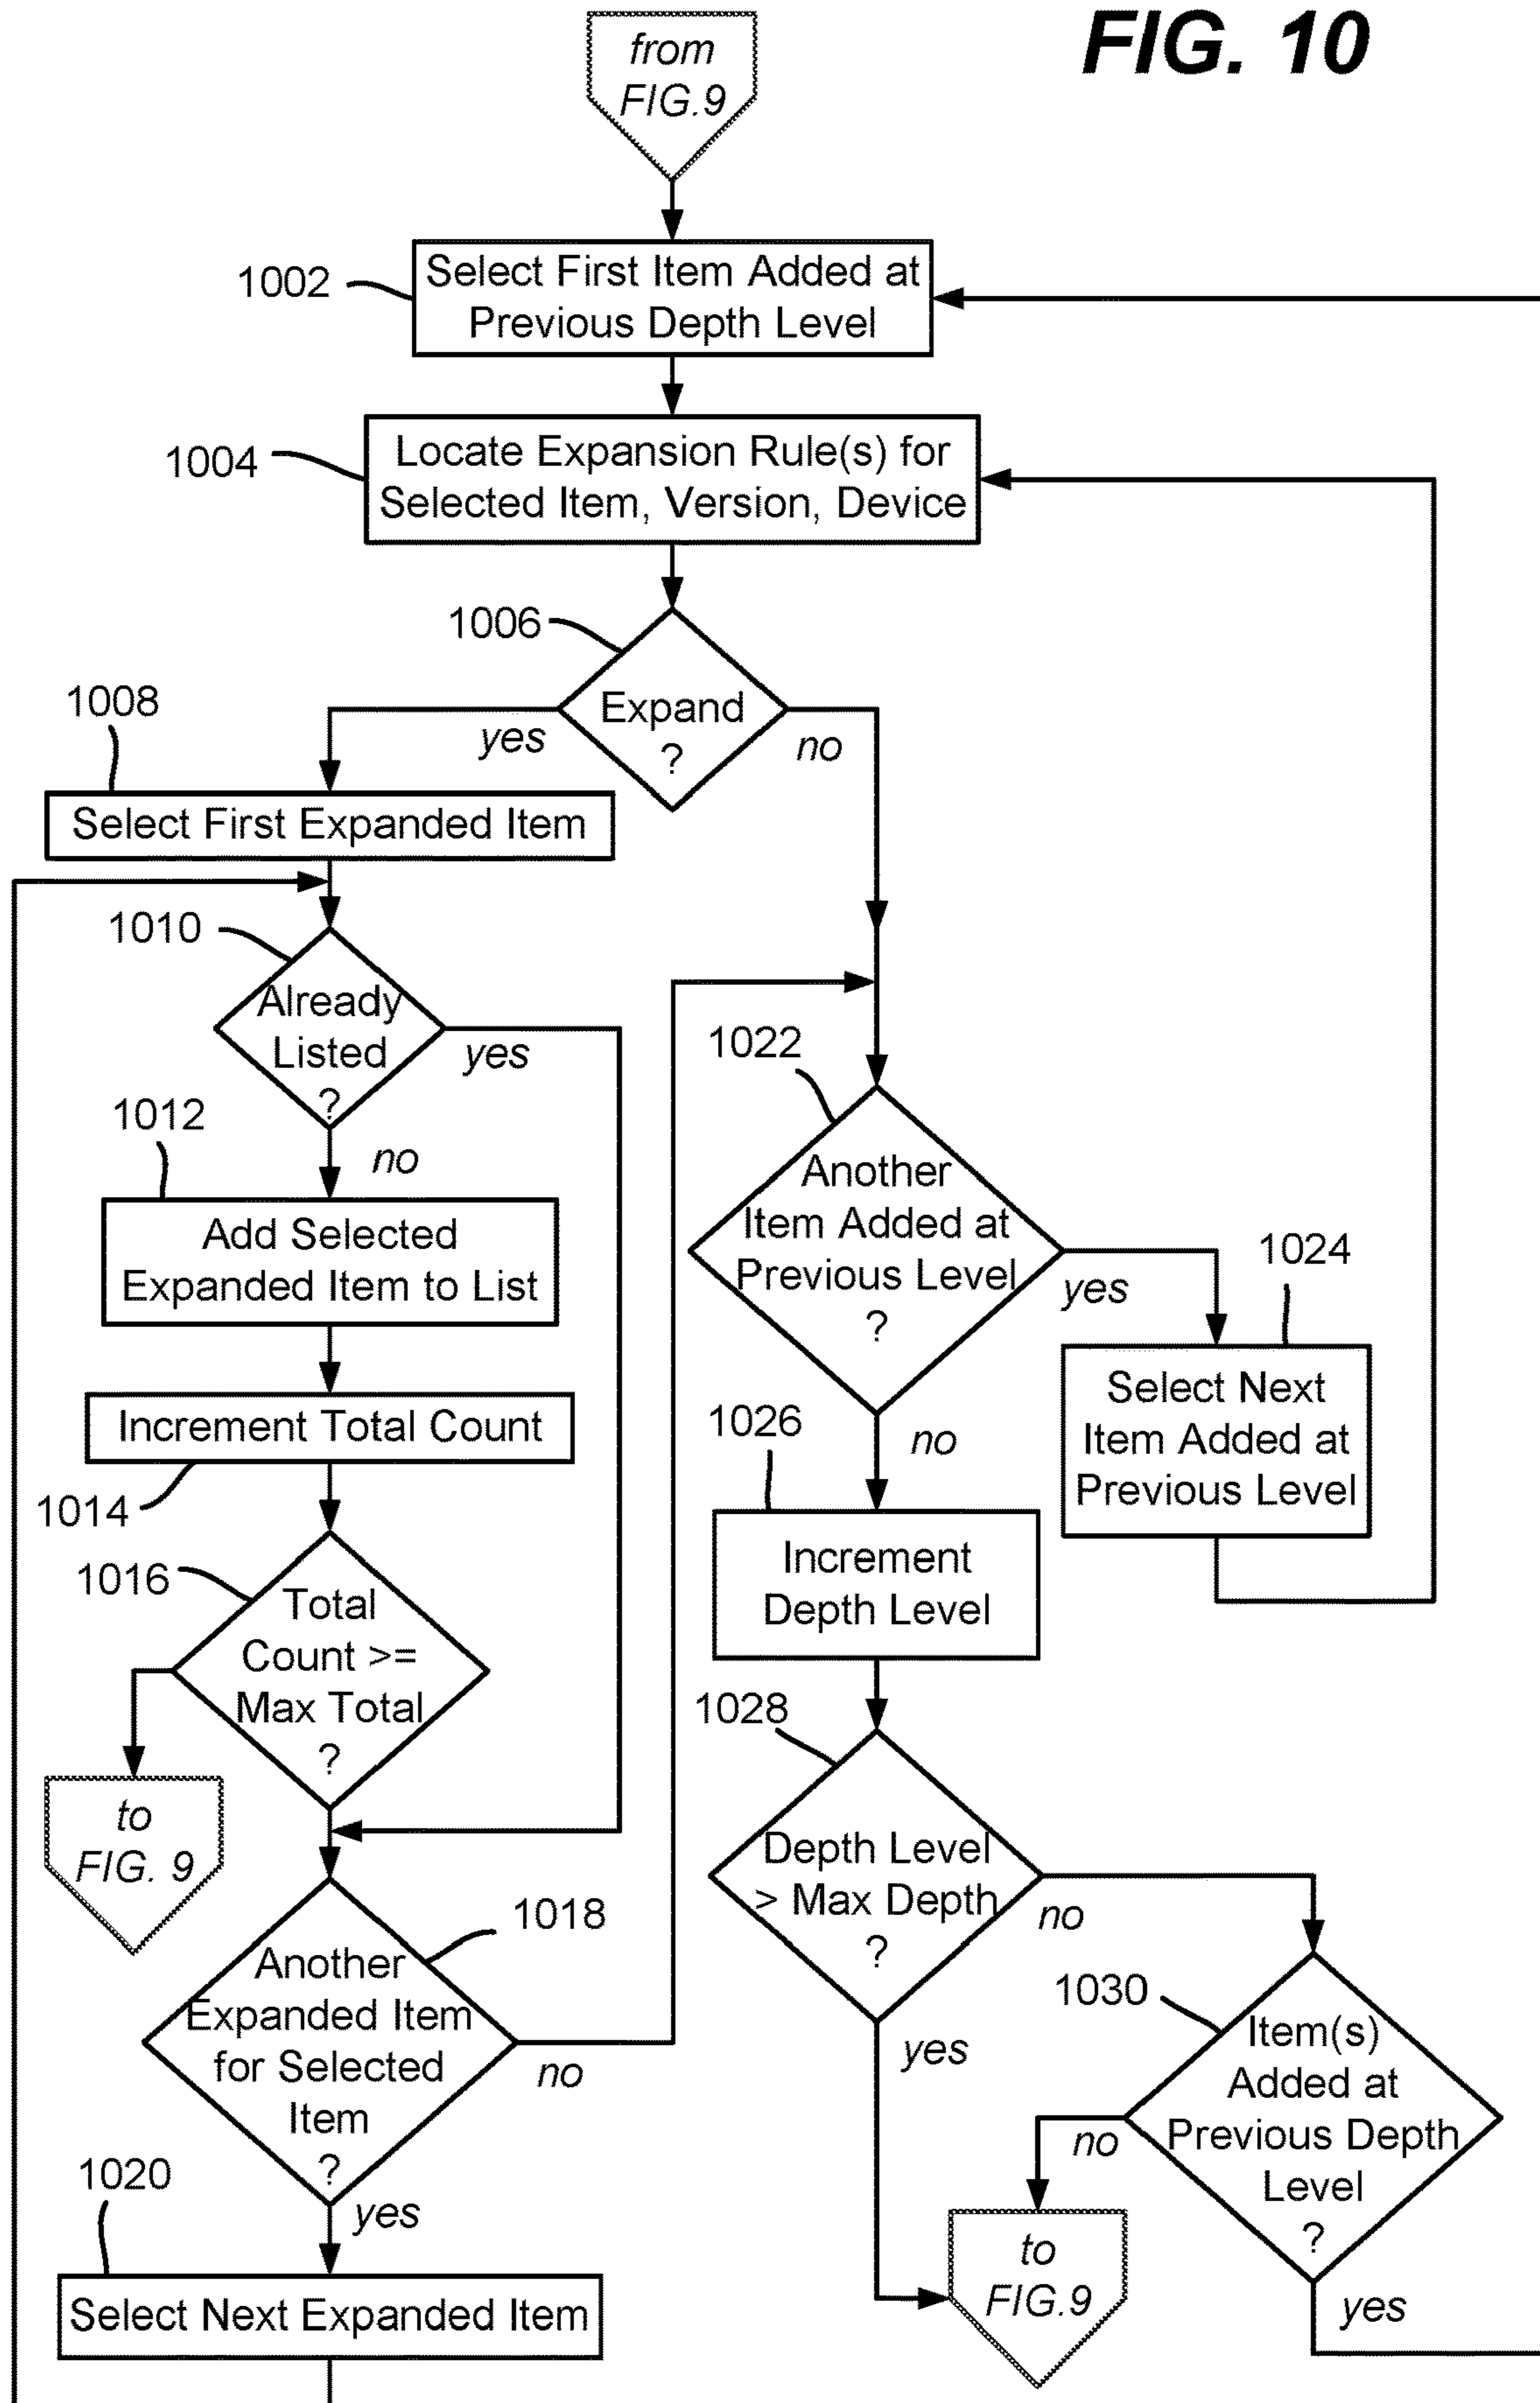 FIG. 10
from
FIG.9
1002
Select First Item Added at
Previous Depth Level
1004
Locate Expansion Rule(s) for
Selected Item, Version, Device
1006
Expand
?
yes
no
1008
Select First Expanded Item
1010
Already
Listed
?
yes
no
1012
Add Selected
Expanded Item to List
Increment Total Count
1014
1016
Total
Count >=
Max Total
?
to
FIG. 9
1018
Another
Expanded Item
for Selected
Item
?
no
yes
1020
Select Next Expanded Item
1022
Another
Item Added at
Previous Level
?
yes
no
1024
Select Next
Item Added at
Previous Level
1026
Increment
Depth Level
1028
Depth Level
> Max Depth
?
no
yes
1030
Item(s)
Added at
Previous Depth
Level
?
no
yes
to
FIG.9